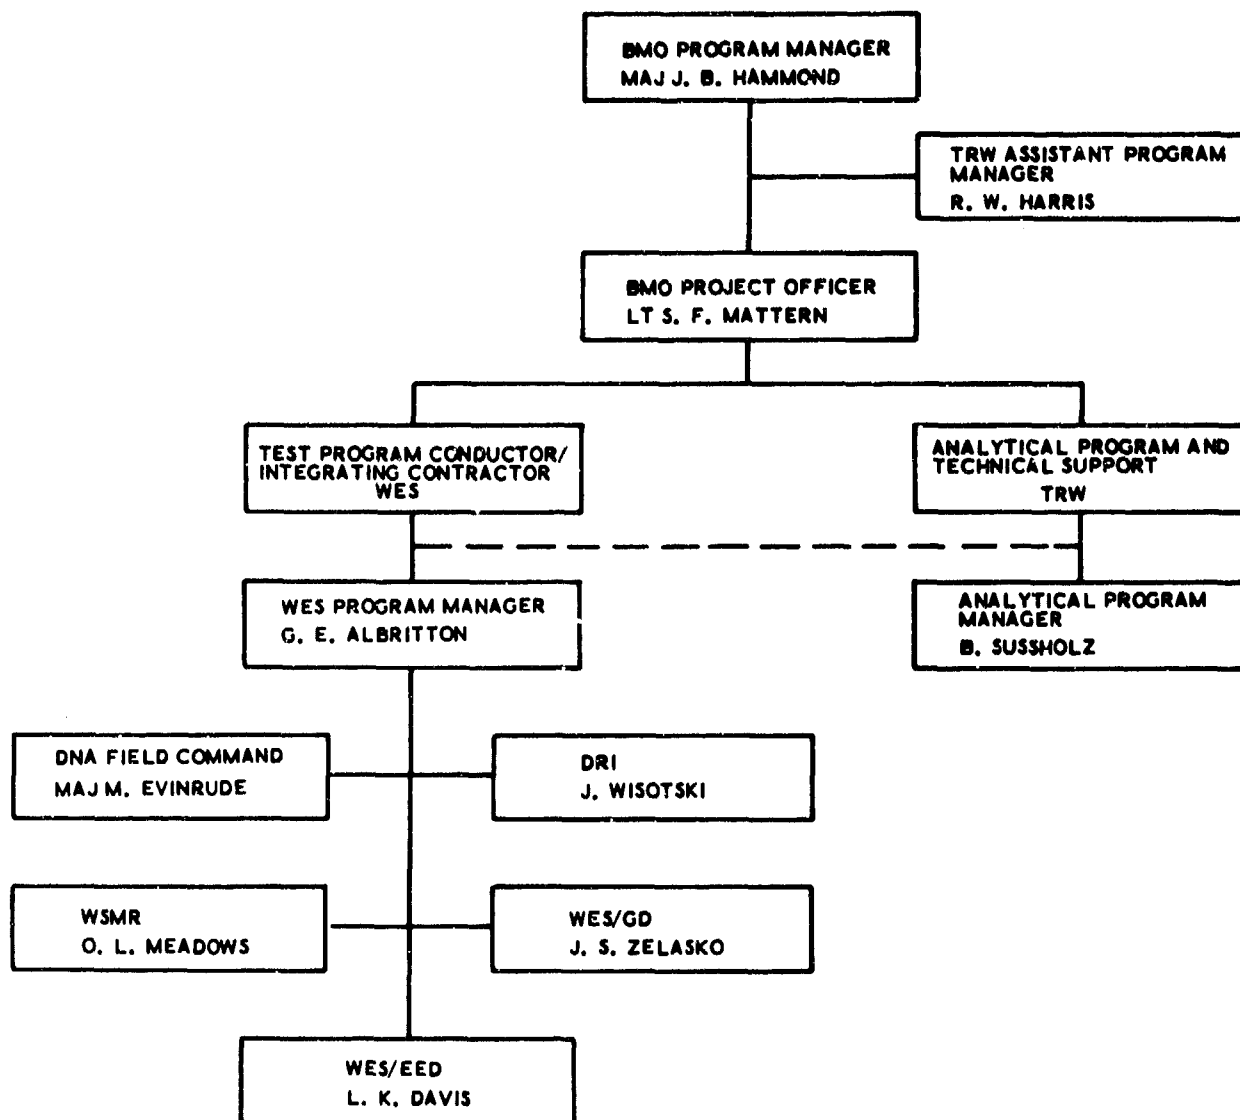 BMO PROGRAM MANAGER
MAJ J. B. HAMMOND
TRW ASSISTANT PROGRAM
MANAGER
R. W. HARRIS
BMO PROJECT OFFICER
LT S. F. MATTERN
TEST PROGRAM CONDUCTOR/
INTEGRATING CONTRACTOR
WES
ANALYTICAL PROGRAM AND
TECHNICAL SUPPORT
TRW
WES PROGRAM MANAGER
G. E. ALBRITTON
ANALYTICAL PROGRAM
MANAGER
B. SUSSHOLZ
DNA FIELD COMMAND
MAJ M. EVINRUDE
DRI
J. WISOTSKI
WSMR
O. L. MEADOWS
WES/GD
J. S. ZELASKO
WES/EED
L. K. DAVIS